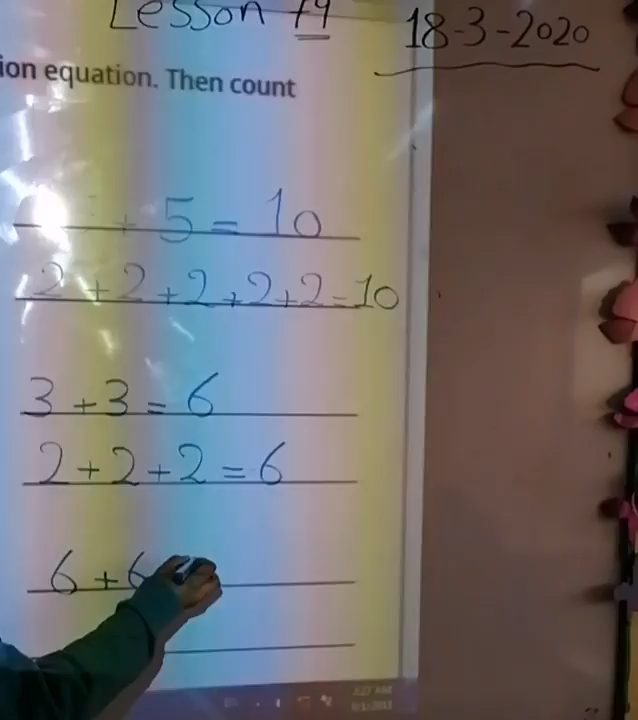 Lesson 79
18-3-2020
ion equation. Then count
+ 5 = 10
2+2+2+2+2=10
3+3=6
2+2+2=6
6+6